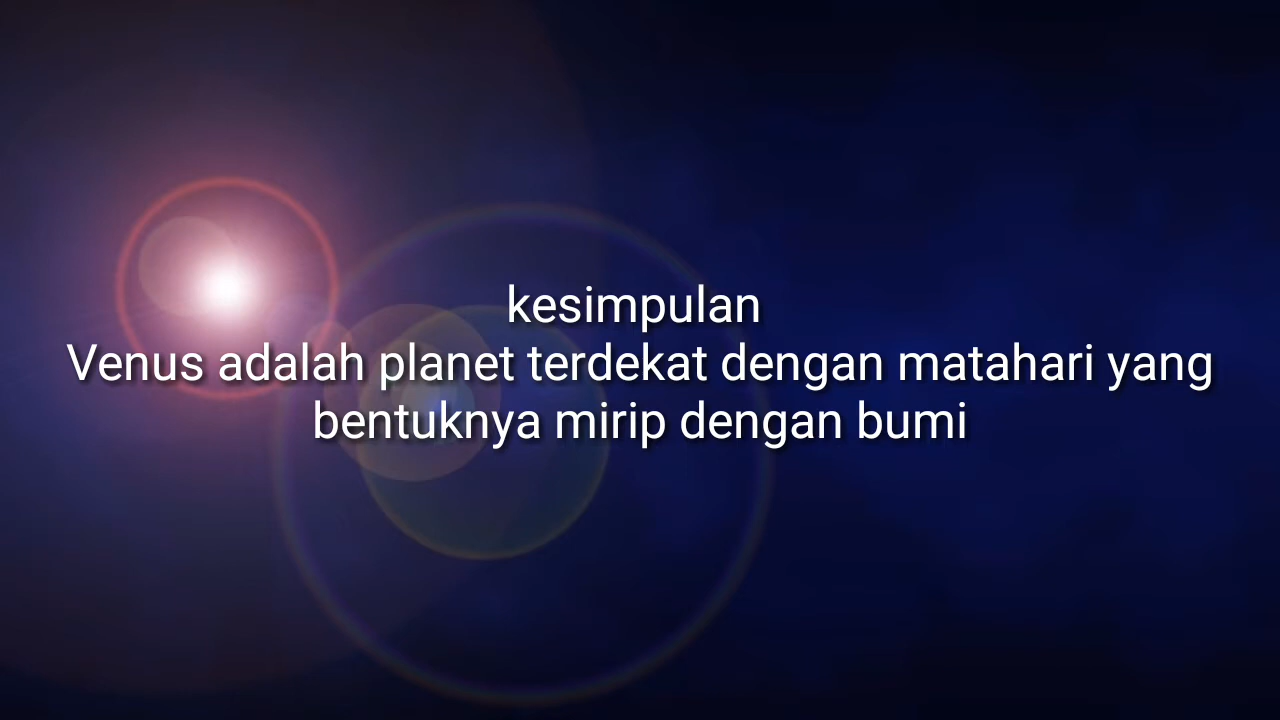 kesimpulan
Venus adalah planet terdekat dengan matahari yang
bentuknya mirip dengan bumi